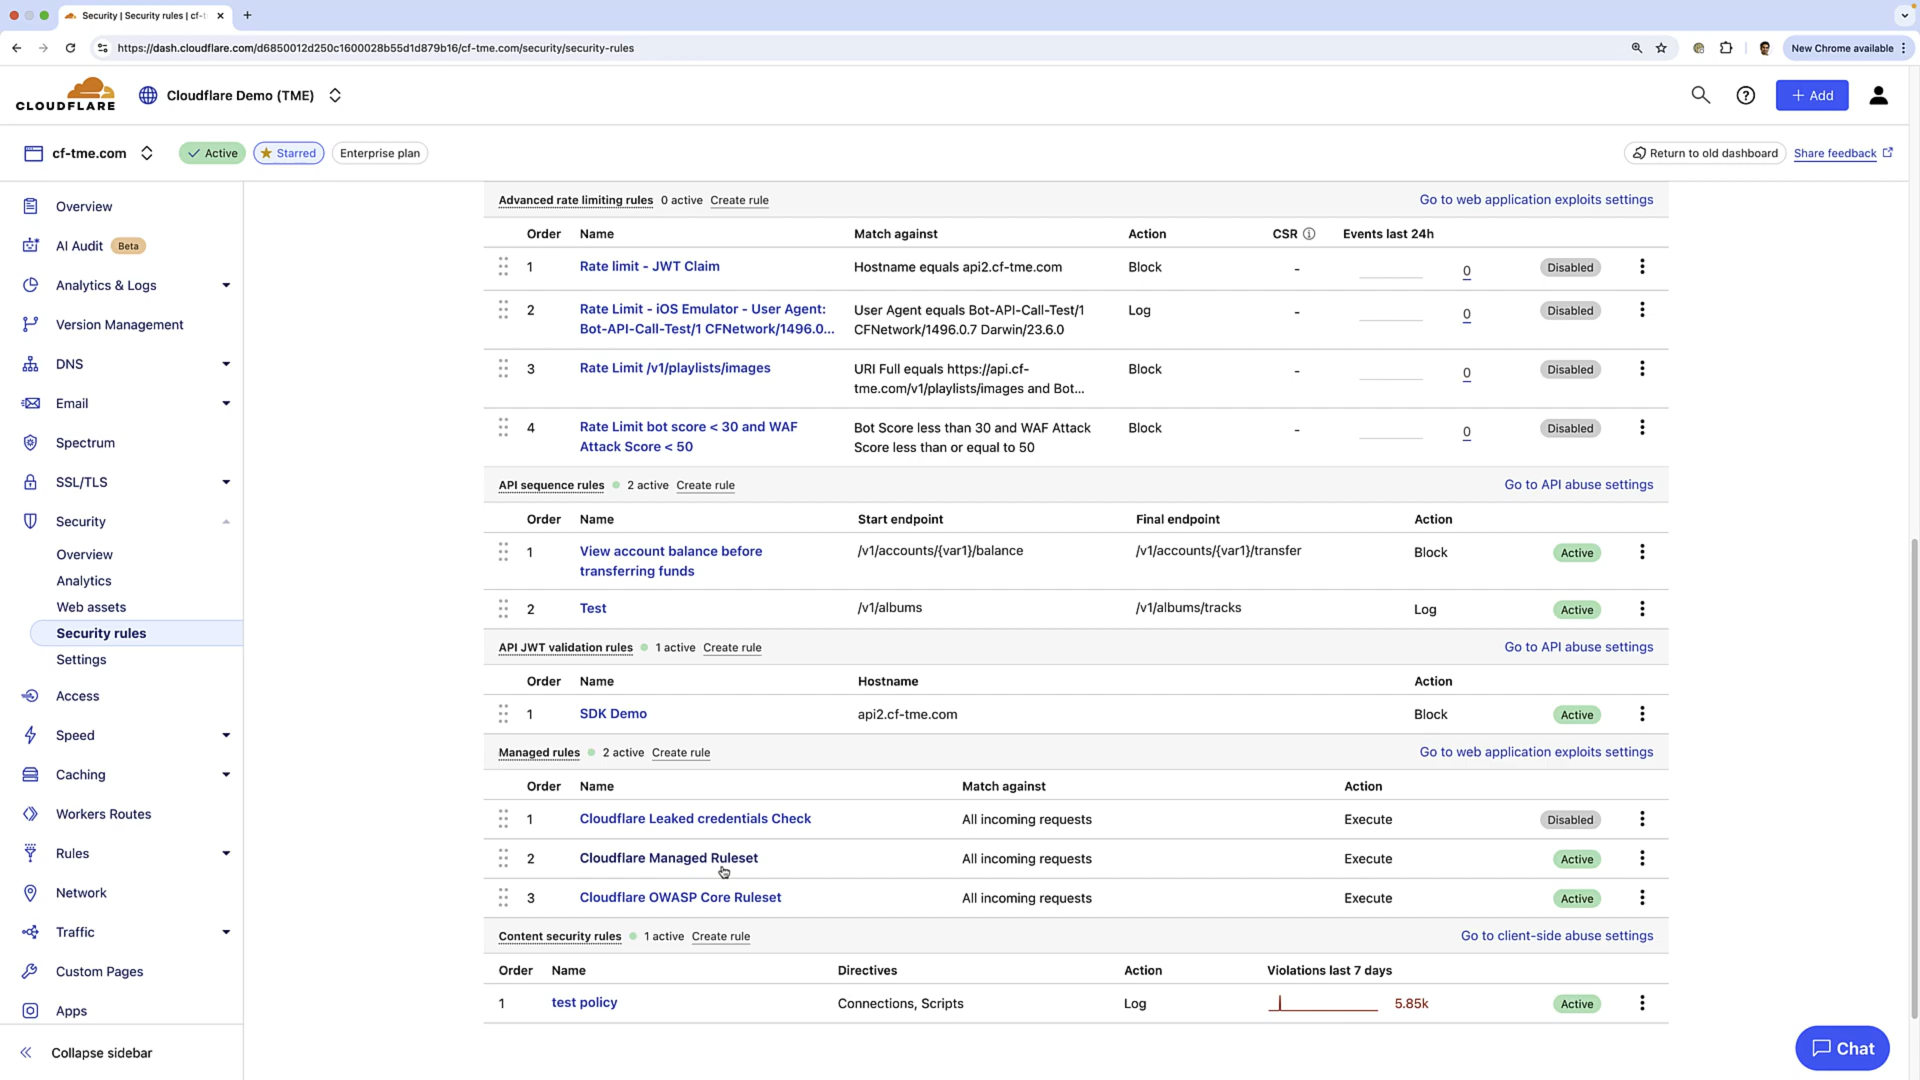 Security | Security rules | cf-t
https://dash.cloudflare.com/d6850012d250c1600028b55d1d879b16/cf-tme.com/security/security-rules
New Chrome available
CLOUDFLARE
Cloudflare Demo (TME)
+ Add
cf-tme.com
Active
Starred
Enterprise plan
Return to old dashboard
Share feedback
Overview
AI Audit Beta
Analytics & Logs
Version Management
DNS
Email
Spectrum
SSL/TLS
Security
Overview
Analytics
Web assets
Security rules
Settings
Access
Speed
Caching
Workers Routes
Rules
Network
Traffic
Custom Pages
Apps
Collapse sidebar
Advanced rate limiting rules 0 active Create rule Go to web application exploits settings
Order Name Match against Action CSR Events last 24h
1 Rate limit - JWT Claim Hostname equals api2.cf-tme.com Block - 0 Disabled
2 Rate Limit - iOS Emulator - User Agent: User Agent equals Bot-API-Call-Test/1 Log - 0 Disabled
Bot-API-Call-Test/1 CFNetwork/1496.0... CFNetwork/1496.0.7 Darwin/23.6.0
3 Rate Limit /v1/playlists/images URI Full equals https://api.cf- Block - 0 Disabled
tme.com/v1/playlists/images and Bot...
4 Rate Limit bot score < 30 and WAF Bot Score less than 30 and WAF Attack Block - 0 Disabled
Attack Score < 50 Score less than or equal to 50
API sequence rules 2 active Create rule Go to API abuse settings
Order Name Start endpoint Final endpoint Action
1 View account balance before /v1/accounts/{var1}/balance /v1/accounts/{var1}/transfer Block Active
transferring funds
2 Test /v1/albums /v1/albums/tracks Log Active
API JWT validation rules 1 active Create rule Go to API abuse settings
Order Name Hostname Action
1 SDK Demo api2.cf-tme.com Block Active
Managed rules 2 active Create rule Go to web application exploits settings
Order Name Match against Action
1 Cloudflare Leaked credentials Check All incoming requests Execute Disabled
2 Cloudflare Managed Ruleset All incoming requests Execute Active
3 Cloudflare OWASP Core Ruleset All incoming requests Execute Active
Content security rules 1 active Create rule Go to client-side abuse settings
Order Name Directives Action Violations last 7 days
1 test policy Connections, Scripts Log 5.85k Active
Chat